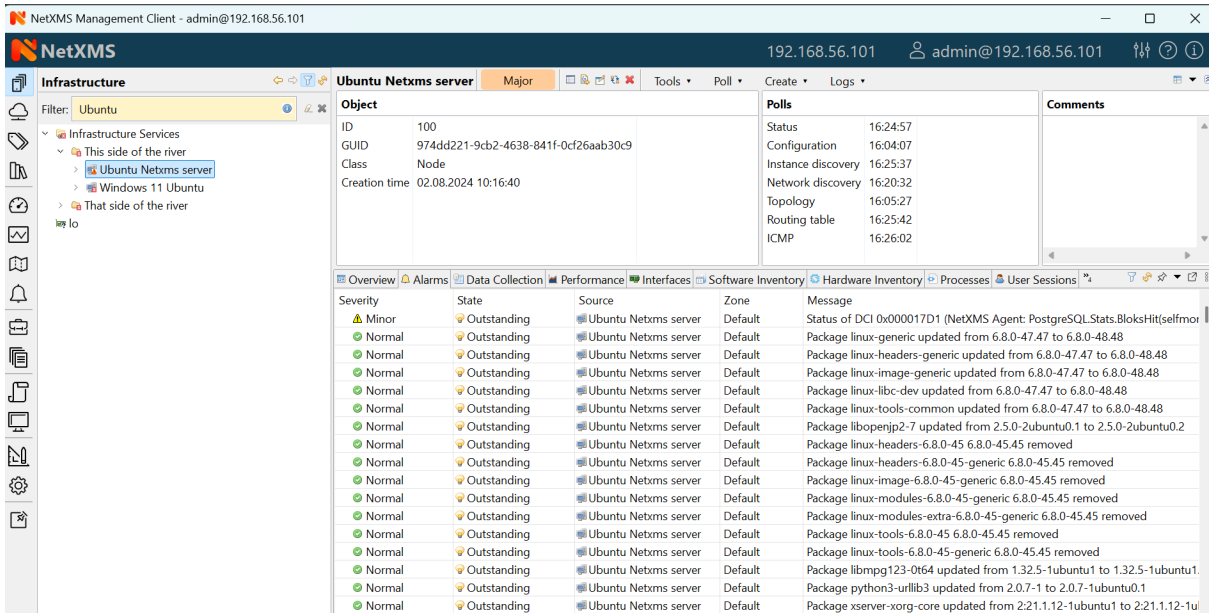 NetXMS Management Client - admin@192.168.56.101
NetXMS 192.168.56.101 admin@192.168.56.101
Infrastructure
Filter: Ubuntu
Infrastructure Services
This side of the river
Ubuntu Netxms server
Windows 11 Ubuntu
That side of the river
lo
Ubuntu Netxms server Major Tools Poll Create Logs
Object
ID 100
GUID 974dd221-9cb2-4638-841f-0cf26aab30c9
Class Node
Creation time 02.08.2024 10:16:40
Polls
Status 16:24:57
Configuration 16:04:07
Instance discovery 16:25:37
Network discovery 16:20:32
Topology 16:05:27
Routing table 16:25:42
ICMP 16:26:02
Comments
Overview Alarms Data Collection Performance Interfaces Software Inventory Hardware Inventory Processes User Sessions »4
Severity State Source Zone Message
Minor Outstanding Ubuntu Netxms server Default Status of DCI 0x000017D1 (NetXMS Agent: PostgreSQL.Stats.BloksHit(selfmor
Normal Outstanding Ubuntu Netxms server Default Package linux-generic updated from 6.8.0-47.47 to 6.8.0-48.48
Normal Outstanding Ubuntu Netxms server Default Package linux-headers-generic updated from 6.8.0-47.47 to 6.8.0-48.48
Normal Outstanding Ubuntu Netxms server Default Package linux-image-generic updated from 6.8.0-47.47 to 6.8.0-48.48
Normal Outstanding Ubuntu Netxms server Default Package linux-libc-dev updated from 6.8.0-47.47 to 6.8.0-48.48
Normal Outstanding Ubuntu Netxms server Default Package linux-tools-common updated from 6.8.0-47.47 to 6.8.0-48.48
Normal Outstanding Ubuntu Netxms server Default Package libopenjp2-7 updated from 2.5.0-2ubuntu0.1 to 2.5.0-2ubuntu0.2
Normal Outstanding Ubuntu Netxms server Default Package linux-headers-6.8.0-45 6.8.0-45.45 removed
Normal Outstanding Ubuntu Netxms server Default Package linux-headers-6.8.0-45-generic 6.8.0-45.45 removed
Normal Outstanding Ubuntu Netxms server Default Package linux-image-6.8.0-45-generic 6.8.0-45.45 removed
Normal Outstanding Ubuntu Netxms server Default Package linux-modules-6.8.0-45-generic 6.8.0-45.45 removed
Normal Outstanding Ubuntu Netxms server Default Package linux-modules-extra-6.8.0-45-generic 6.8.0-45.45 removed
Normal Outstanding Ubuntu Netxms server Default Package linux-tools-6.8.0-45 6.8.0-45.45 removed
Normal Outstanding Ubuntu Netxms server Default Package linux-tools-6.8.0-45-generic 6.8.0-45.45 removed
Normal Outstanding Ubuntu Netxms server Default Package libmpg123-0t64 updated from 1.32.5-1ubuntu1 to 1.32.5-1ubuntu1.
Normal Outstanding Ubuntu Netxms server Default Package python3-urllib3 updated from 2.0.7-1 to 2.0.7-1ubuntu0.1
Normal Outstanding Ubuntu Netxms server Default Package xserver-xorg-core updated from 2:21.1.12-1ubuntu1 to 2:21.1.12-1ul